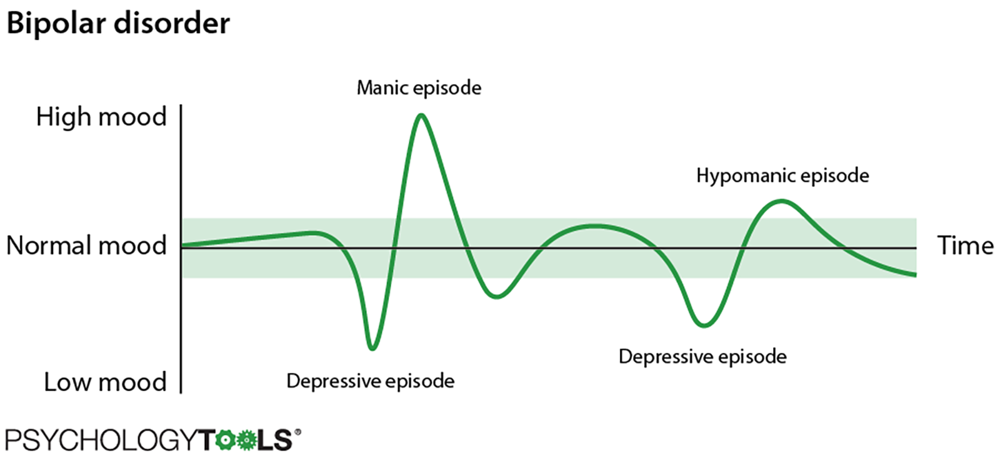 Bipolar disorder
Manic episode
High mood
Hypomanic episode
Normal mood
Time
Depressive episode
Low mood
Depressive episode
PSYCHOLOGYTOOLS®